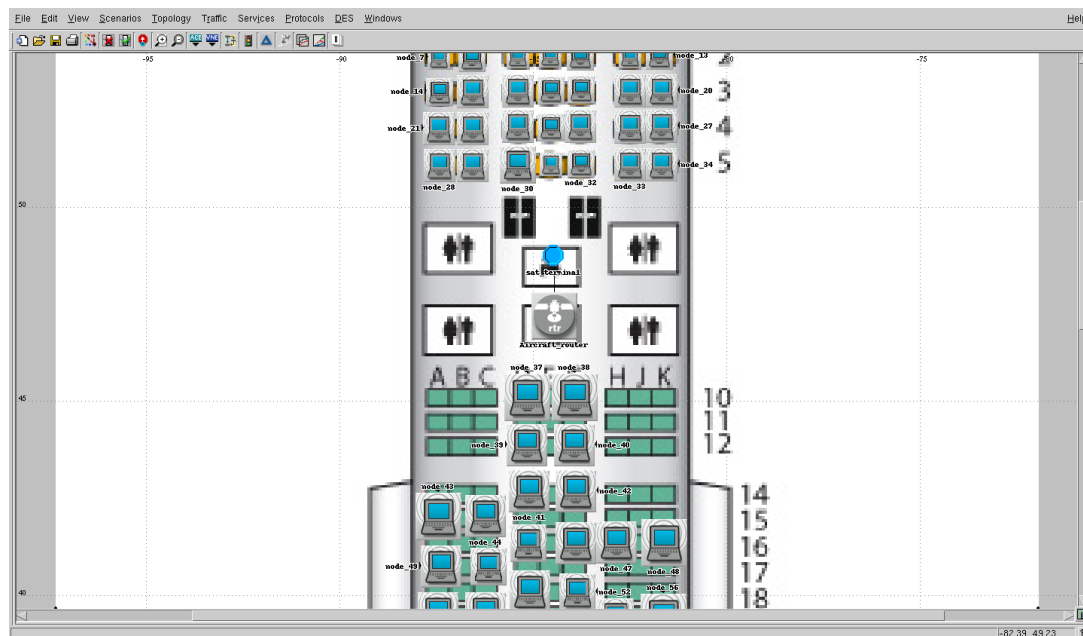 File Edit View Scenarios Topology Traffic Services Protocols DES Windows Help
-95 -90 -80 -75
node_7 node_13
node_14 node_20 3
node_21 node_27 4
node_34 5
node_28 node_30 node_32 node_33
50
sat_terminal
rtr
Aircraft_router
node_37 node_38
A B C H J K
45 10
11
node_39 node_40 12
node_43 node_42 14
node_41 15
node_44 16
node_49 node_47 node_48 17
node_52 node_56
40 18
-82.39 49.23